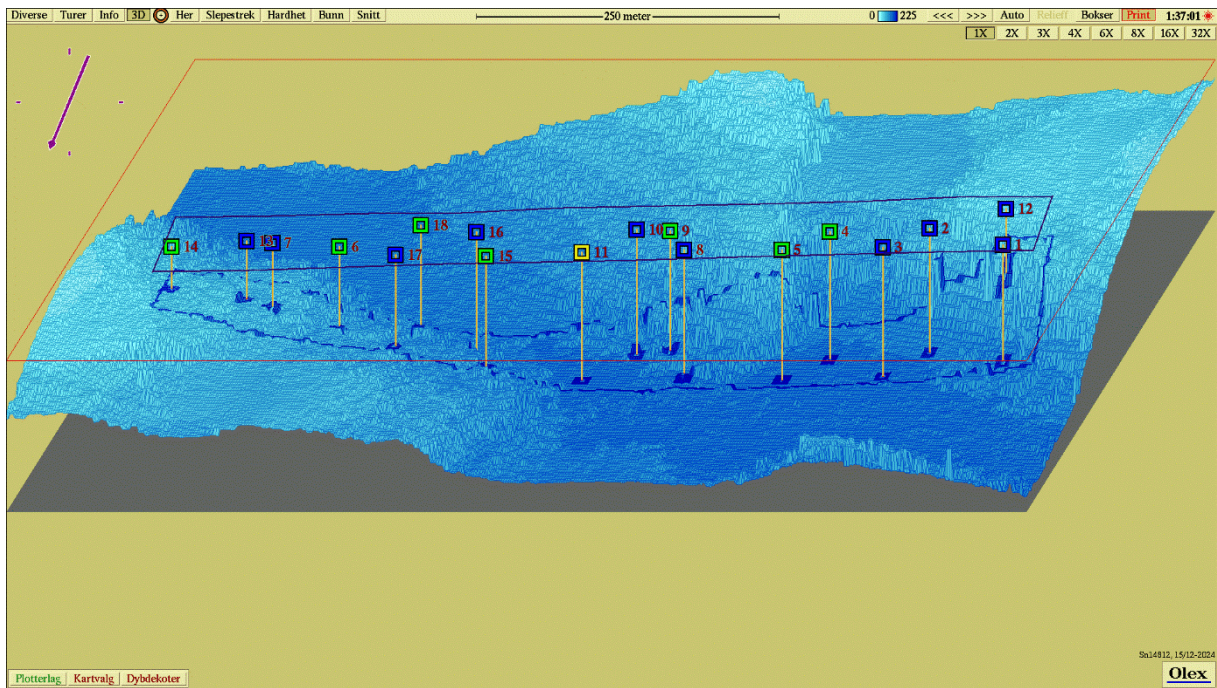 Diverse Turer Info 3D Her Slepestrek Hardhet Bunn Snitt 250 meter 0 225 <<< >>> Auto Relieff Bokser Print 1:37:01
1X 2X 3X 4X 6X 8X 16X 32X
12
18 16 10 9 4 2
14 13 7 6 17 15 11 8 5 3 1
Sn14812, 15/12-2024
Plotterlag Kartvalg Dybdekoter Olex